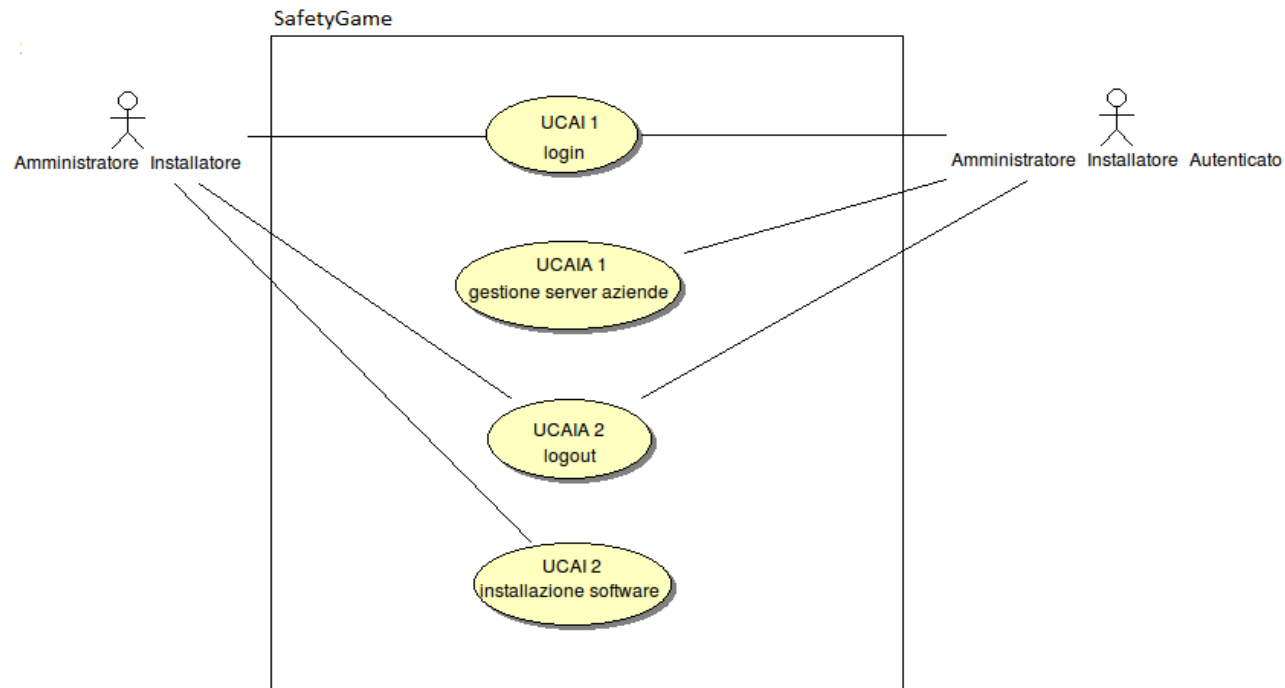 SafetyGame
UCAI 1
login
Amministratore Installatore
Amministratore Installatore Autenticato
UCAIA 1
gestione server aziende
UCAIA 2
logout
UCAI 2
installazione software